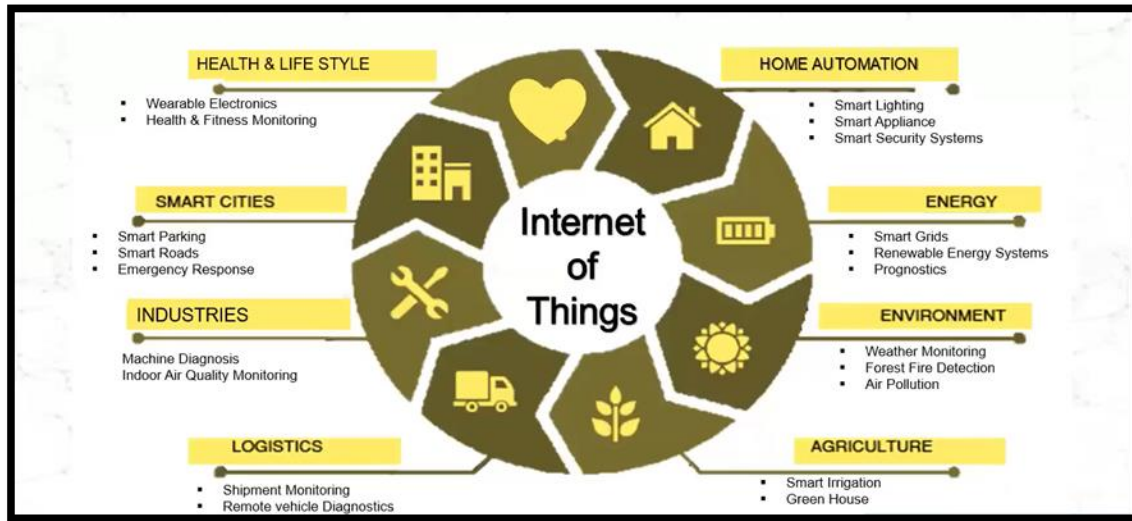 HEALTH & LIFE STYLE
Wearable Electronics
Health & Fitness Monitoring
SMART CITIES
Smart Parking
Smart Roads
Emergency Response
INDUSTRIES
Machine Diagnosis
Indoor Air Quality Monitoring
LOGISTICS
Shipment Monitoring
Remote vehicle Diagnostics
Internet
of
Things
HOME AUTOMATION
Smart Lighting
Smart Appliance
Smart Security Systems
ENERGY
Smart Grids
Renewable Energy Systems
Prognostics
ENVIRONMENT
Weather Monitoring
Forest Fire Detection
Air Pollution
AGRICULTURE
Smart Irrigation
Green House